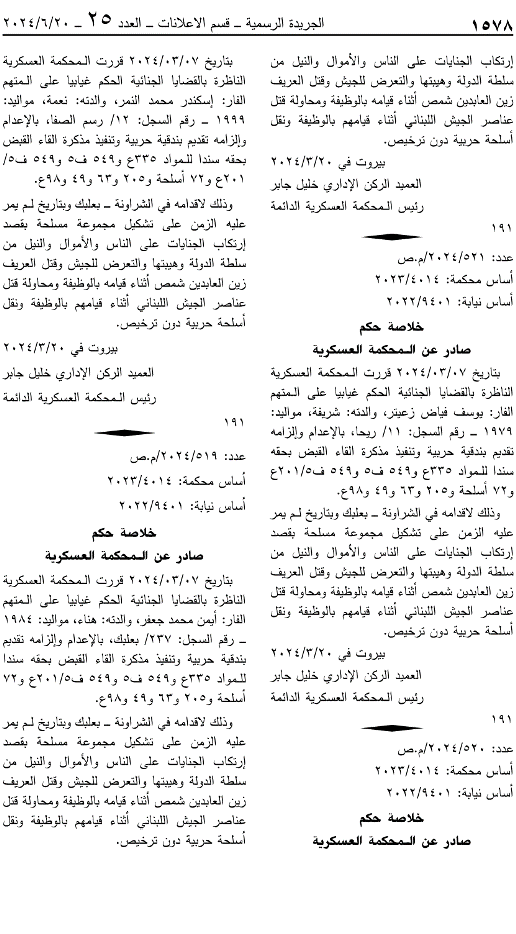 ١٥٧٨
الجريدة الرسمية ــ قسم الاعلانات ــ العدد ٢٥ ــ ٢٠٢٤/٦/٢٠
إرتكاب الجنايات على الناس والأموال والنيل من
سلطة الدولة وهيبتها والتعرض للجيش وقتل العريف
زين العابدين شمص أثناء قيامه بالوظيفة ومحاولة قتل
عناصر الجيش اللبناني أثناء قيامهم بالوظيفة ونقل
أسلحة حربية دون ترخيص.
بيروت في ٢٠٢٤/٣/٢٠
العميد الركن الإداري خليل جابر
رئيس المحكمة العسكرية الدائمة
١٩١
عدد: ٢٠٢٤/٥٢١/م.ص
أساس محكمة: ٢٠٢٣/٤٠١٤
أساس نيابة: ٢٠٢٢/٩٤٠١
خلاصة حكم
صادر عن المحكمة العسكرية
بتاريخ ٢٠٢٤/٠٣/٠٧ قررت المحكمة العسكرية
الناظرة بالقضايا الجنائية الحكم غيابيا على المتهم
الفار: يوسف فياض زعيتر، والدته: شريفة، مواليد:
١٩٧٩ ــ رقم السجل: ١١/ ريحا، بالإعدام وإلزامه
تقديم بندقية حربية وتنفيذ مذكرة القاء القبض بحقه
سندا للمواد ٣٣٥ع و٥٤٩ ف٥ و٥٤٩ ف٢٠١/٥ع
و٧٢ أسلحة و٢٠٥ و٦٣ و٤٩ و٩٨ع.
وذلك لاقدامه في الشراونة ــ بعلبك وبتاريخ لم يمر
عليه الزمن على تشكيل مجموعة مسلحة بقصد
إرتكاب الجنايات على الناس والأموال والنيل من
سلطة الدولة وهيبتها والتعرض للجيش وقتل العريف
زين العابدين شمص أثناء قيامه بالوظيفة ومحاولة قتل
عناصر الجيش اللبناني أثناء قيامهم بالوظيفة ونقل
أسلحة حربية دون ترخيص.
بيروت في ٢٠٢٤/٣/٢٠
العميد الركن الإداري خليل جابر
رئيس المحكمة العسكرية الدائمة
١٩١
عدد: ٢٠٢٤/٥٢٠/م.ص
أساس محكمة: ٢٠٢٣/٤٠١٤
أساس نيابة: ٢٠٢٢/٩٤٠١
خلاصة حكم
صادر عن المحكمة العسكرية
بتاريخ ٢٠٢٤/٠٣/٠٧ قررت المحكمة العسكرية
الناظرة بالقضايا الجنائية الحكم غيابيا على المتهم
الفار: إسكندر محمد النمر، والدته: نعمة، مواليد:
١٩٩٩ ــ رقم السجل: ١٢/ رسم الصفا، بالإعدام
وإلزامه تقديم بندقية حربية وتنفيذ مذكرة القاء القبض
بحقه سندا للمواد ٣٣٥ع و٥٤٩ ف٥ و٥٤٩ ف٥/
٢٠١ع و٧٢ أسلحة و٢٠٥ و٦٣ و٤٩ و٩٨ع.
وذلك لاقدامه في الشراونة ــ بعلبك وبتاريخ لم يمر
عليه الزمن على تشكيل مجموعة مسلحة بقصد
إرتكاب الجنايات على الناس والأموال والنيل من
سلطة الدولة وهيبتها والتعرض للجيش وقتل العريف
زين العابدين شمص أثناء قيامه بالوظيفة ومحاولة قتل
عناصر الجيش اللبناني أثناء قيامهم بالوظيفة ونقل
أسلحة حربية دون ترخيص.
بيروت في ٢٠٢٤/٣/٢٠
العميد الركن الإداري خليل جابر
رئيس المحكمة العسكرية الدائمة
١٩١
عدد: ٢٠٢٤/٥١٩/م.ص
أساس محكمة: ٢٠٢٣/٤٠١٤
أساس نيابة: ٢٠٢٢/٩٤٠١
خلاصة حكم
صادر عن المحكمة العسكرية
بتاريخ ٢٠٢٤/٠٣/٠٧ قررت المحكمة العسكرية
الناظرة بالقضايا الجنائية الحكم غيابيا على المتهم
الفار: أيمن محمد جعفر، والدته: هناء، مواليد: ١٩٨٤
ــ رقم السجل: ٢٣٧/ بعلبك، بالإعدام وإلزامه تقديم
بندقية حربية وتنفيذ مذكرة القاء القبض بحقه سندا
للمواد ٣٣٥ع و٥٤٩ ف٥ و٥٤٩ ف٢٠١/٥ع و٧٢
أسلحة و٢٠٥ و٦٣ و٤٩ و٩٨ع.
وذلك لاقدامه في الشراونة ــ بعلبك وبتاريخ لم يمر
عليه الزمن على تشكيل مجموعة مسلحة بقصد
إرتكاب الجنايات على الناس والأموال والنيل من
سلطة الدولة وهيبتها والتعرض للجيش وقتل العريف
زين العابدين شمص أثناء قيامه بالوظيفة ومحاولة قتل
عناصر الجيش اللبناني أثناء قيامهم بالوظيفة ونقل
أسلحة حربية دون ترخيص.